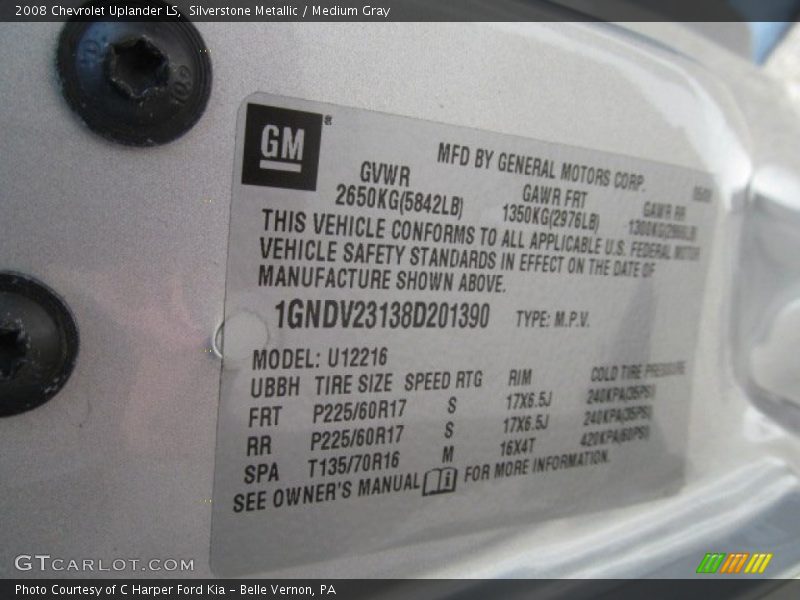 2008 Chevrolet Uplander LS, Silverstone Metallic / Medium Gray
GM®
MFD BY GENERAL MOTORS CORP.
GVWR GAWR FRT GAWR RR
2650KG(5842LB) 1350KG(2976LB) 1300KG
THIS VEHICLE CONFORMS TO ALL APPLICABLE U.S. FEDERAL MOTOR
VEHICLE SAFETY STANDARDS IN EFFECT ON THE DATE OF
MANUFACTURE SHOWN ABOVE.
1GNDV23138D201390 TYPE: M.P.V.
MODEL: U12216
UBBH TIRE SIZE SPEED RTG RIM COLD TIRE PRESSURE
FRT P225/60R17 S 17X6.5J 240KPA(35PSI)
RR P225/60R17 S 17X6.5J 240KPA(35PSI)
SPA T135/70R16 M 16X4T 420KPA(60PSI)
SEE OWNER'S MANUAL FOR MORE INFORMATION.
GTCARLOT.COM
Photo Courtesy of C Harper Ford Kia – Belle Vernon, PA